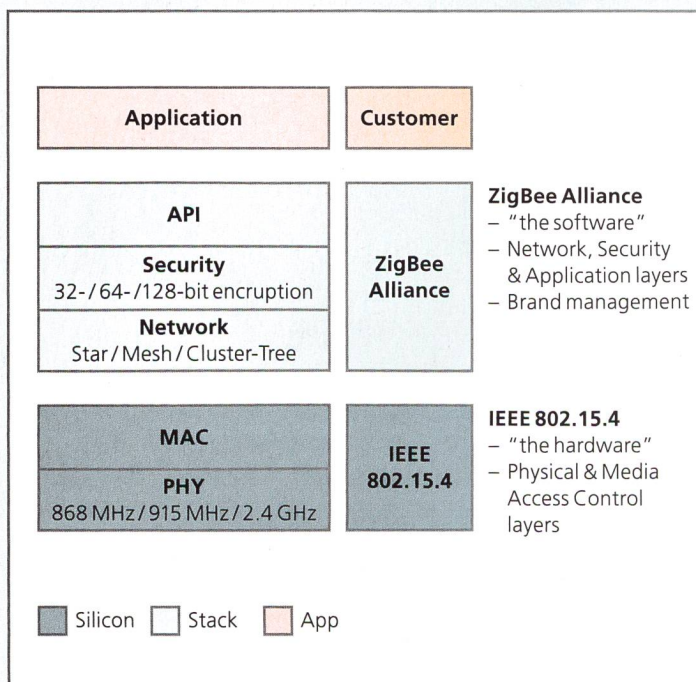 Application
Customer
API
Security
32-/64-/128-bit encruption
Network
Star/Mesh/Cluster-Tree
ZigBee
Alliance
ZigBee Alliance
– "the software"
– Network, Security
& Application layers
– Brand management
MAC
PHY
868 MHz/915 MHz/2.4 GHz
IEEE
802.15.4
IEEE 802.15.4
– "the hardware"
– Physical & Media
Access Control
layers
Silicon
Stack
App